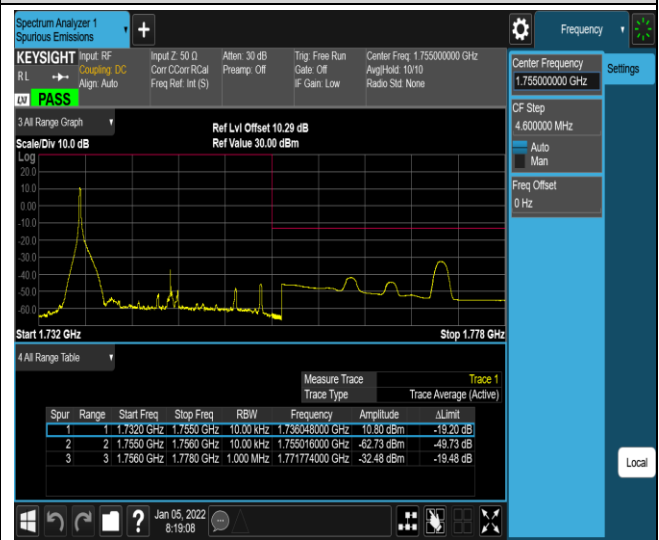 Spectrum Analyzer 1
Spurious Emissions
+
Frequency
KEYSIGHT Input: RF Input Z: 50 Ω Atten: 30 dB Trig: Free Run Center Freq: 1.755000000 GHz
R L Coupling: DC Corr CCorr RCal Preamp: Off Gate: Off Avg|Hold: 10/10
Align: Auto Freq Ref: Int (S) IF Gain: Low Radio Std: None
LXI PASS
3 All Range Graph
Ref Lvl Offset 10.29 dB
Scale/Div 10.0 dB Ref Value 30.00 dBm
Log
20.0
10.0
0.00
-10.0
-20.0
-30.0
-40.0
-50.0
-60.0
Start 1.732 GHz Stop 1.778 GHz
4 All Range Table
Measure Trace Trace 1
Trace Type Trace Average (Active)
Spur Range Start Freq Stop Freq RBW Frequency Amplitude ΔLimit
1 1 1.7320 GHz 1.7550 GHz 10.00 kHz 1.736048000 GHz 10.80 dBm -19.20 dB
2 2 1.7550 GHz 1.7560 GHz 10.00 kHz 1.755016000 GHz -62.73 dBm -49.73 dB
3 3 1.7560 GHz 1.7780 GHz 1.000 MHz 1.771774000 GHz -32.48 dBm -19.48 dB
Center Frequency
1.755000000 GHz
Settings
CF Step
4.600000 MHz
Auto
Man
Freq Offset
0 Hz
Local
?
Jan 05, 2022
8:19:08